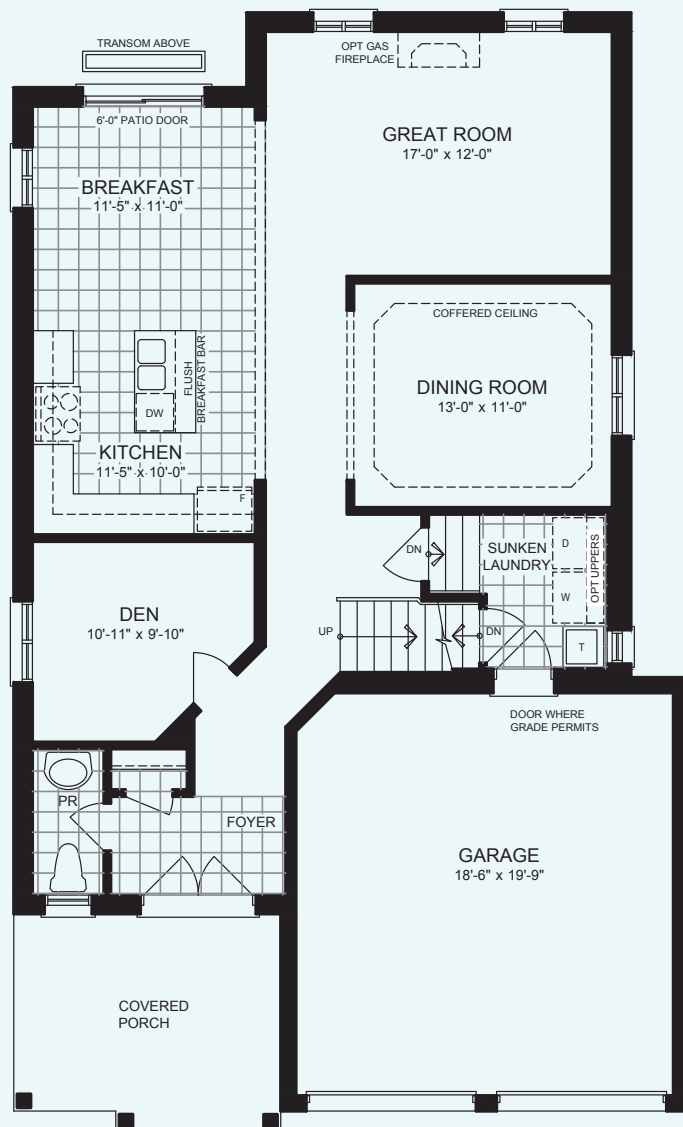 TRANSOM ABOVE
OPT GAS
FIREPLACE
6'-0" PATIO DOOR
GREAT ROOM
17'-0" x 12'-0"
BREAKFAST
11'-5" x 11'-0"
COFFERED CEILING
FLUSH
BREAKFAST BAR
DINING ROOM
13'-0" x 11'-0"
DW
KITCHEN
11'-5" x 10'-0"
F
DN
SUNKEN
LAUNDRY
D
W
OPT UPPERS
DEN
10'-11" x 9'-10"
UP
DN
T
DOOR WHERE
GRADE PERMITS
PR
FOYER
GARAGE
18'-6" x 19'-9"
COVERED
PORCH